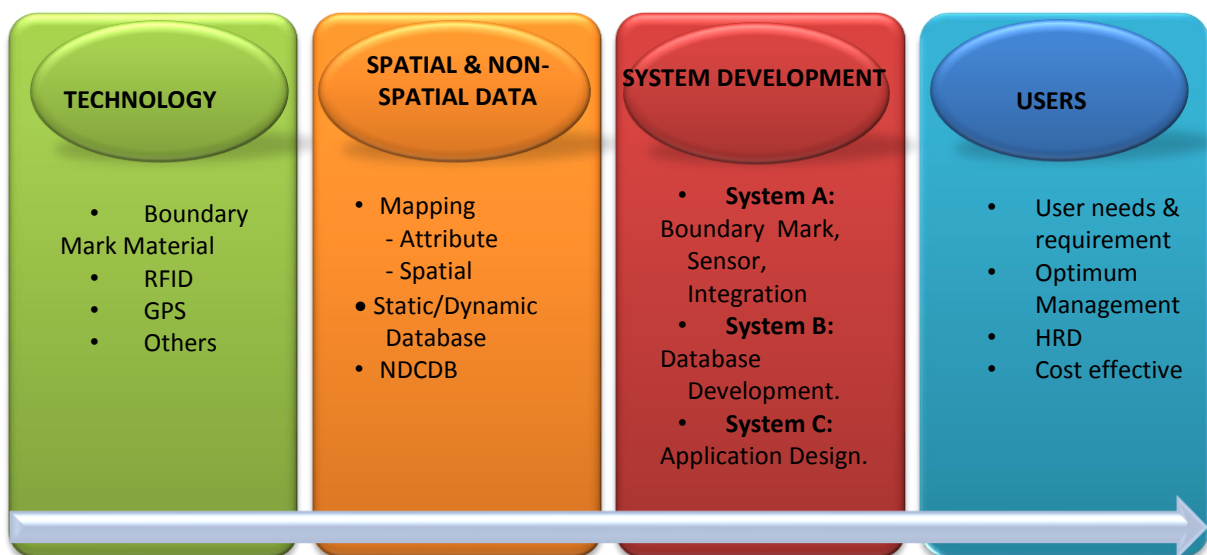 TECHNOLOGY
• Boundary
Mark Material
• RFID
• GPS
• Others
SPATIAL & NON-
SPATIAL DATA
• Mapping
- Attribute
- Spatial
• Static/Dynamic
Database
• NDCDB
SYSTEM DEVELOPMENT
• System A:
Boundary Mark,
Sensor,
Integration
• System B:
Database
Development.
• System C:
Application Design.
USERS
• User needs &
requirement
• Optimum
Management
• HRD
• Cost effective